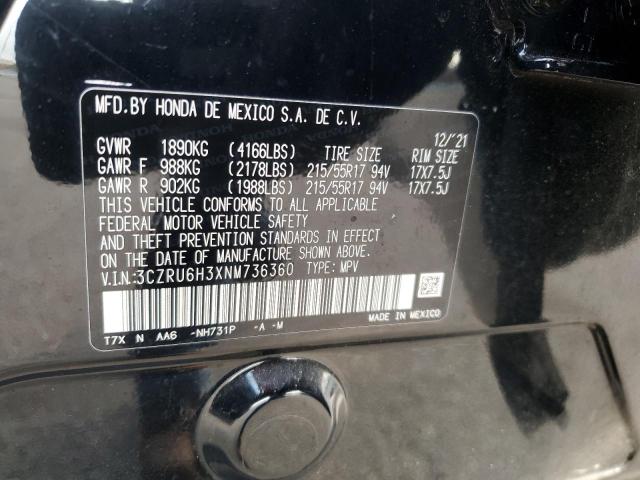 MFD.BY HONDA DE MEXICO S.A. DE C.V.
12/'21
GVWR 1890KG (4166LBS) TIRE SIZE RIM SIZE
GAWR F 988KG (2178LBS) 215/55R17 94V 17X7.5J
GAWR R 902KG (1988LBS) 215/55R17 94V 17X7.5J
THIS VEHICLE CONFORMS TO ALL APPLICABLE
FEDERAL MOTOR VEHICLE SAFETY
AND THEFT PREVENTION STANDARDS IN EFFECT
ON THE DATE OF MANUFACTURE SHOWN ABOVE.
V.I.N:3CZRU6H3XNM736360 TYPE: MPV
MADE IN MEXICO
T7X N AA6 -NH731P -A -M